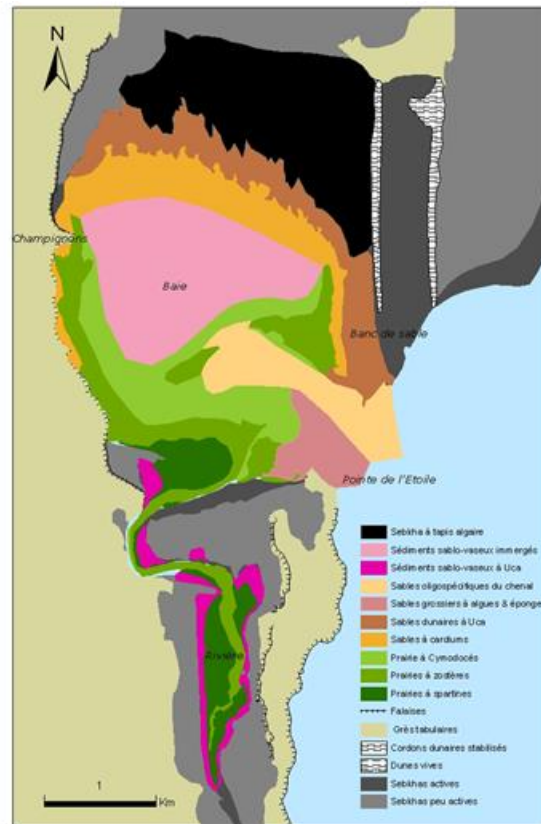 N
Champignons
Baie
Banc de sable
Pointe de l'Etoile
Rivière
Sebkha à tapis algaire
Sédiments sablo-vaseux immergés
Sédiments sablo-vaseux à Uca
Sables oligospécifiques du chenal
Sables grossiers à algues & éponge
Sables dunaires à Uca
Sables à cardiums
Prairie à Cymodocés
Prairies à zostères
Prairies à spartines
Falaises
Grès tabulaires
Cordons dunaires stabilisés
Dunes vives
Sebkhas actives
Sebkhas peu actives
1
Km